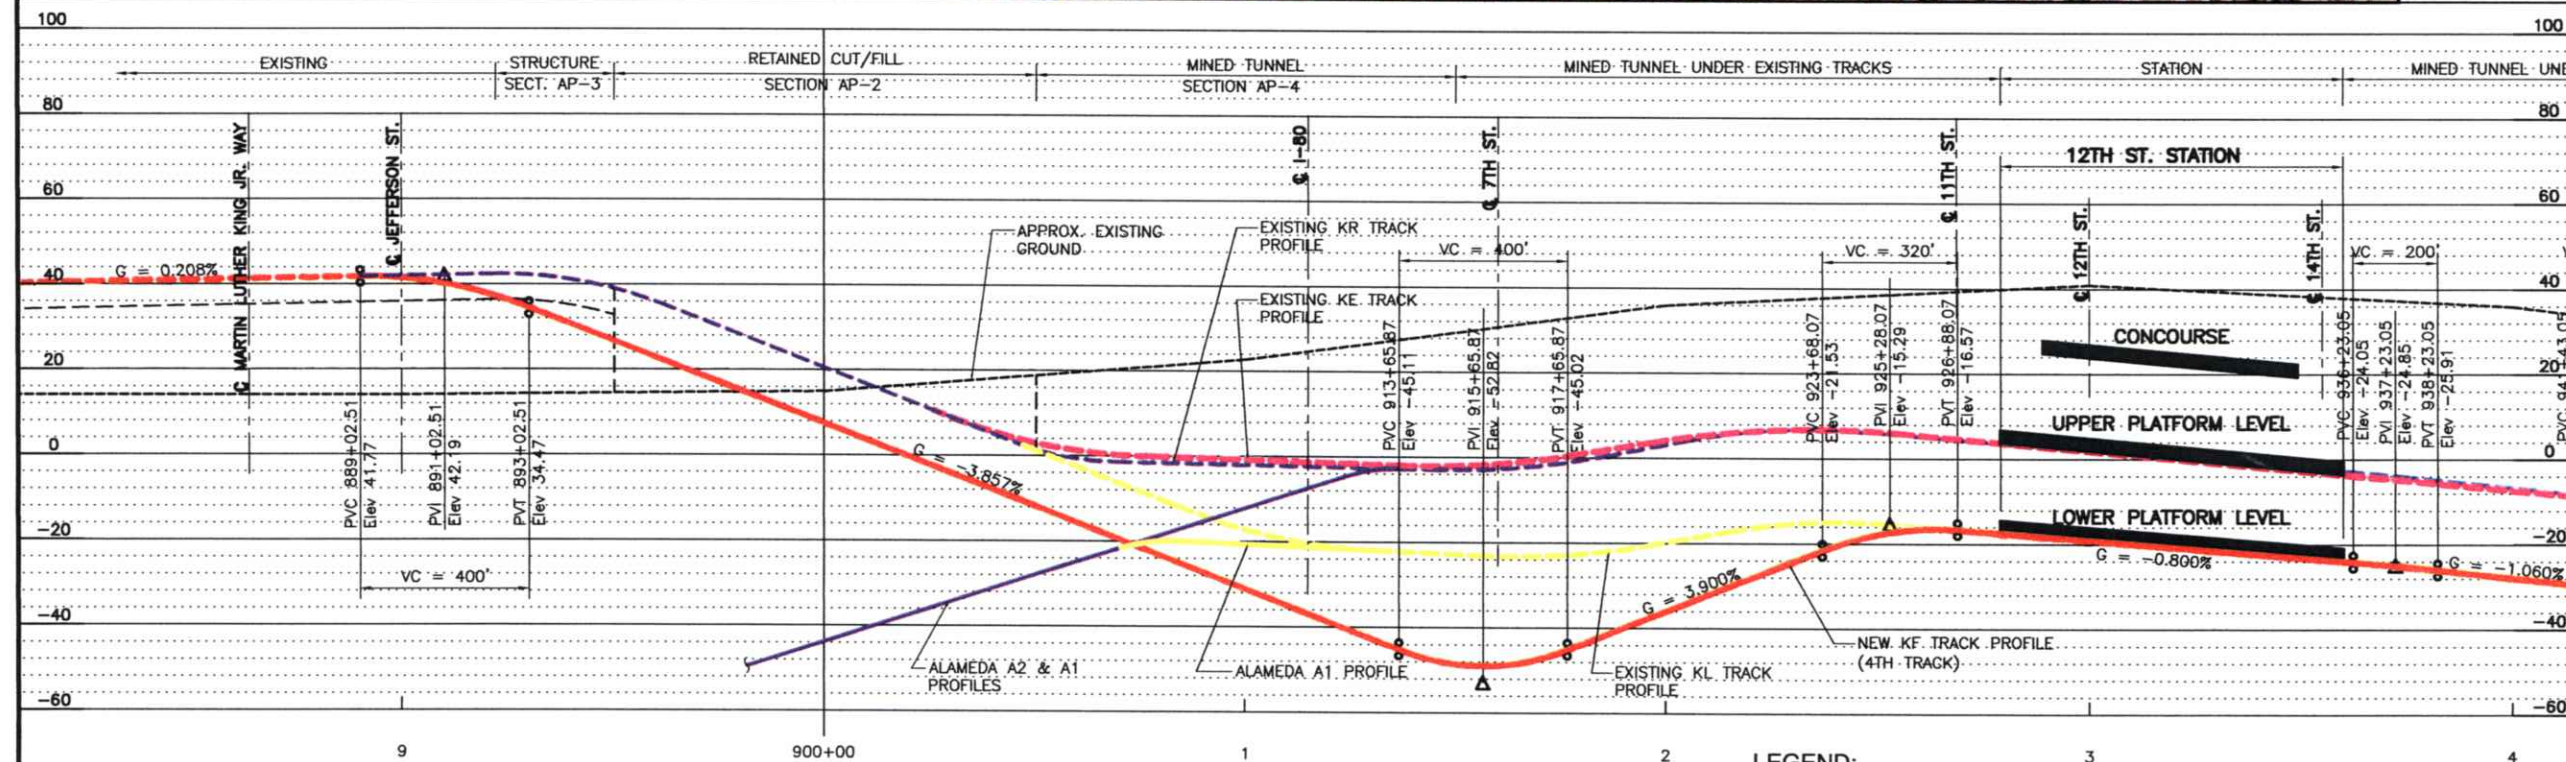 100
100
EXISTING
STRUCTURE
SECT. AP-3
RETAINED CUT/FILL
SECTION AP-2
MINED TUNNEL
SECTION AP-4
MINED TUNNEL UNDER EXISTING TRACKS
STATION
MINED TUNNEL UNE
80
80
℄ MARTIN LUTHER KING JR. WAY
℄ JEFFERSON ST.
℄ I-80
℄ 7TH ST.
℄ 11TH ST.
12TH ST. STATION
℄ 12TH ST.
℄ 14TH ST.
60
60
APPROX. EXISTING
GROUND
EXISTING KR TRACK
PROFILE
EXISTING KE TRACK
PROFILE
VC = 400'
VC = 320'
VC = 200'
G = 0.208%
40
40
CONCOURSE
20
20
UPPER PLATFORM LEVEL
0
0
PVC 889+02.51
Elev 41.77
PVI 891+02.51
Elev 42.19
PVT 893+02.51
Elev 34.47
G = -3.857%
PVC 913+65.87
Elev -45.11
PVI 915+65.87
Elev -52.82
PVT 917+65.87
Elev -45.02
PVC 923+68.07
Elev -21.53
PVI 925+28.07
Elev -15.29
PVT 926+88.07
Elev -16.57
PVC 936+23.05
Elev -24.05
PVI 937+23.05
Elev -24.85
PVT 938+23.05
Elev -25.91
PVC 941+43.05
LOWER PLATFORM LEVEL
-20
-20
G = -0.800%
G = -1.060%
VC = 400'
G = 3.900%
-40
-40
ALAMEDA A2 & A1
PROFILES
ALAMEDA A1 PROFILE
EXISTING KL TRACK
PROFILE
NEW KF TRACK PROFILE
(4TH TRACK)
-60
-60
9
900+00
1
2
3
4
LEGEND: